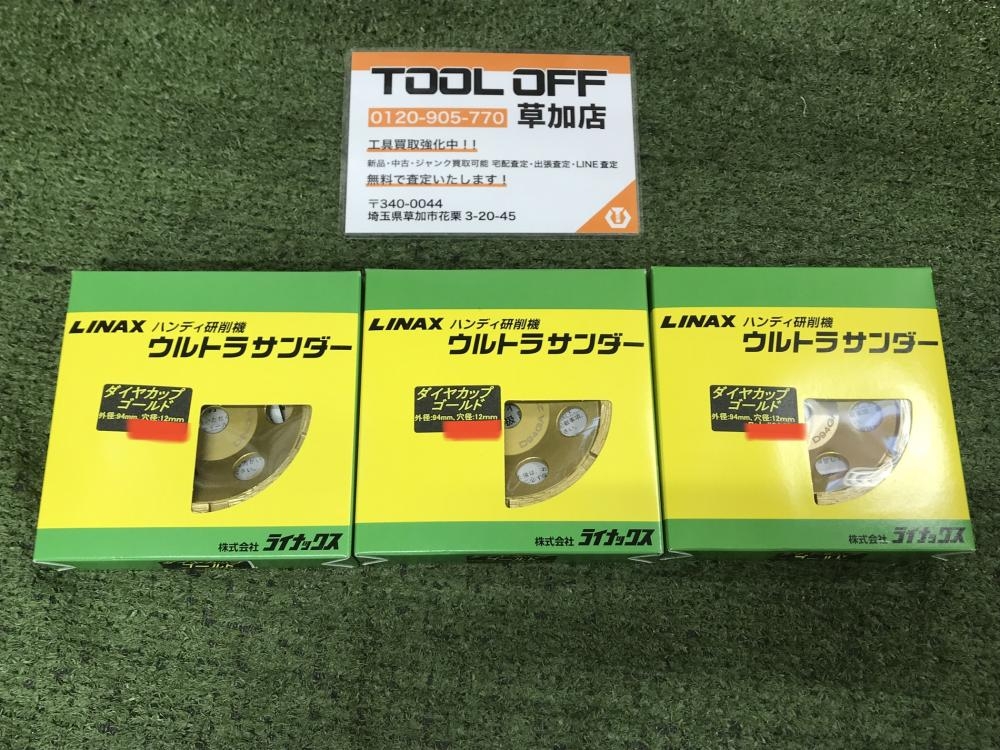 TOOL OFF
0120-905-770 草加店
工具買取強化中!!
新品・中古・ジャンク買取可能 宅配査定・出張査定・LINE査定
無料で査定いたします!
〒340-0044
埼玉県草加市花栗 3-20-45
LINAX ハンディ研削機
ウルトラサンダー
ダイヤカップ
ゴールド
外径:94mm、穴径:12mm
株式会社 ライナックス
ゴールド
LINAX ハンディ研削機
ウルトラサンダー
ダイヤカップ
ゴールド
外径:94mm、穴径:12mm
株式会社 ライナックス
LINAX ハンディ研削機
ウルトラサンダー
ダイヤカップ
ゴールド
外径:94mm、穴径:12mm
D94GA
株式会社 ライナックス